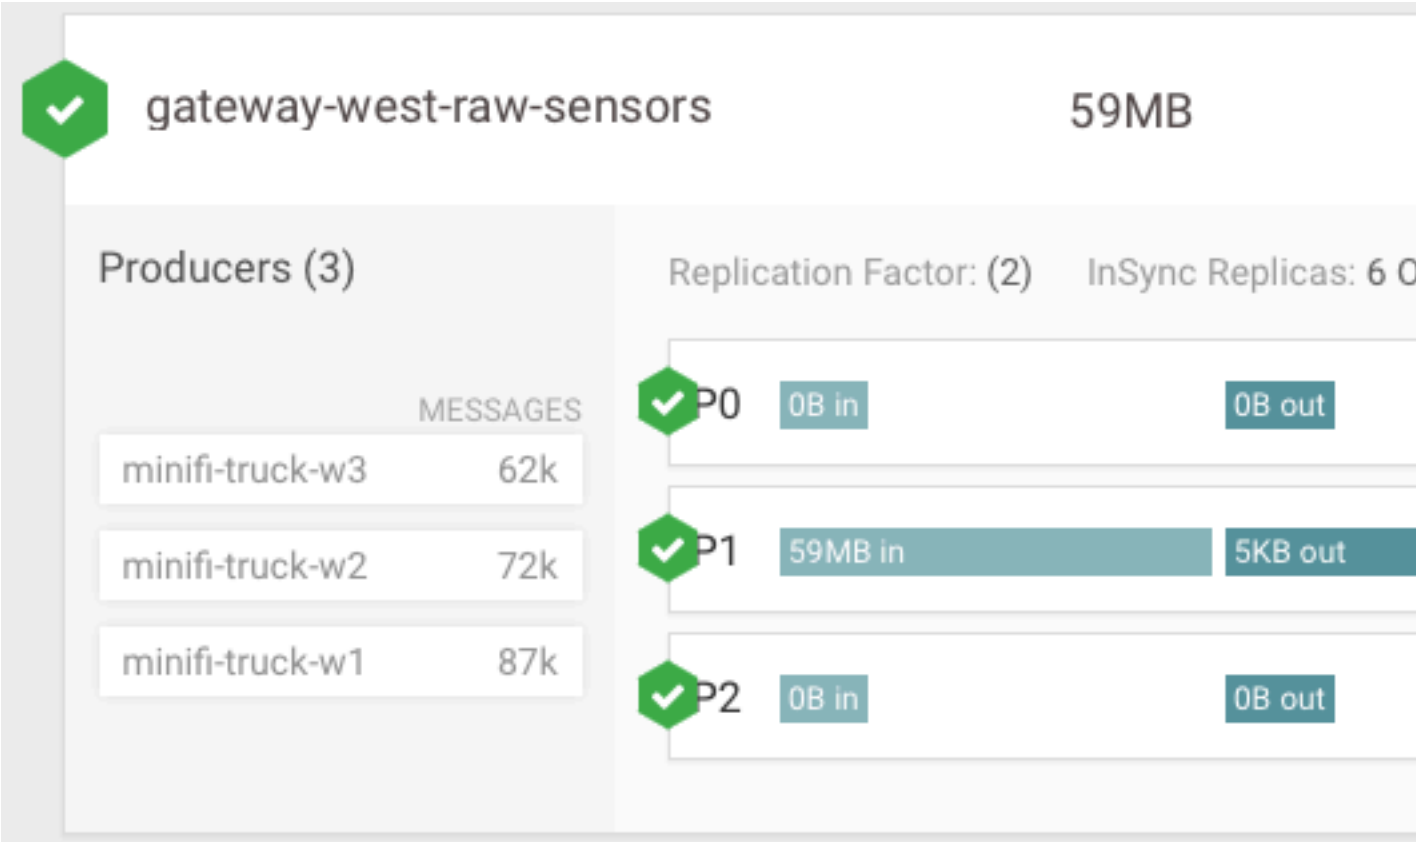 gateway-west-raw-sensors 59MB
Producers (3)
MESSAGES
minifi-truck-w3 62k
minifi-truck-w2 72k
minifi-truck-w1 87k
Replication Factor: (2) InSync Replicas: 6 O
P0 0B in 0B out
P1 59MB in 5KB out
P2 0B in 0B out